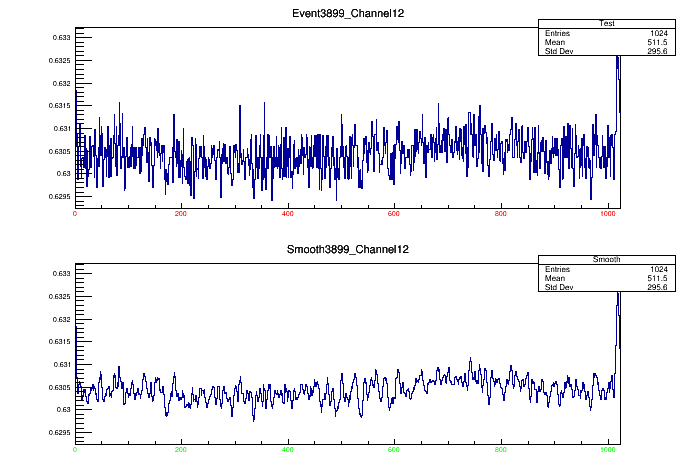 Event3899_Channel12
Test
Entries 1024
Mean 511.5
Std Dev 295.6
0.633
0.6325
0.632
0.6315
0.631
0.6305
0.63
0.6295
0 200 400 600 800 1000
Smooth3899_Channel12
Smooth
Entries 1024
Mean 511.5
Std Dev 295.6
0.633
0.6325
0.632
0.6315
0.631
0.6305
0.63
0.6295
0 200 400 600 800 1000